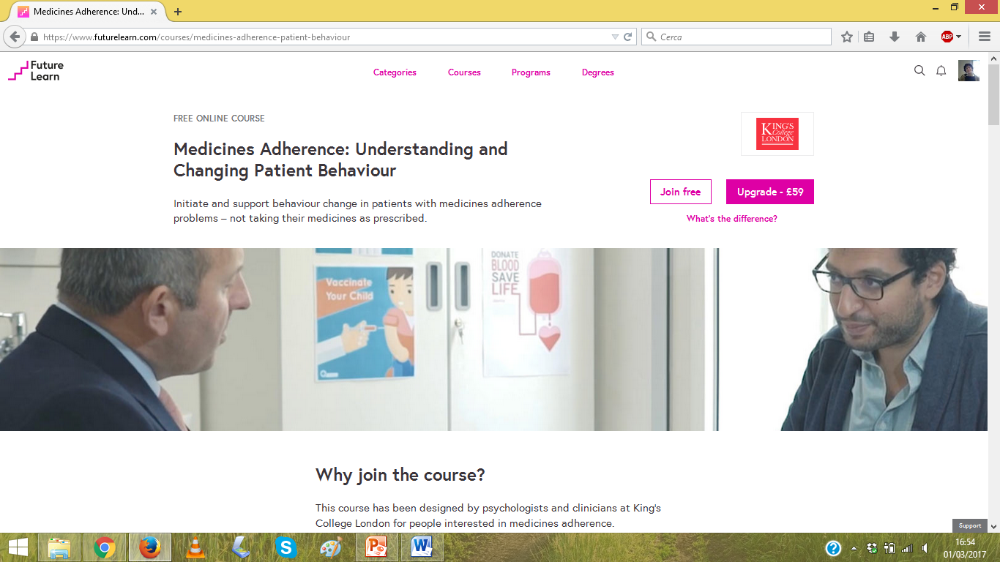 Medicines Adherence: Und...
https://www.futurelearn.com/courses/medicines-adherence-patient-behaviour
Cerca
ABP
Future
Learn
Categories
Courses
Programs
Degrees
FREE ONLINE COURSE
Medicines Adherence: Understanding and
Changing Patient Behaviour
Initiate and support behaviour change in patients with medicines adherence
problems – not taking their medicines as prescribed.
KING'S
College
LONDON
Join free
Upgrade - £59
What's the difference?
Vaccinate
Your Child
DONATE
BLOOD
SAVE
LIFE
Why join the course?
This course has been designed by psychologists and clinicians at King's
College London for people interested in medicines adherence.
Support
16:54
01/03/2017